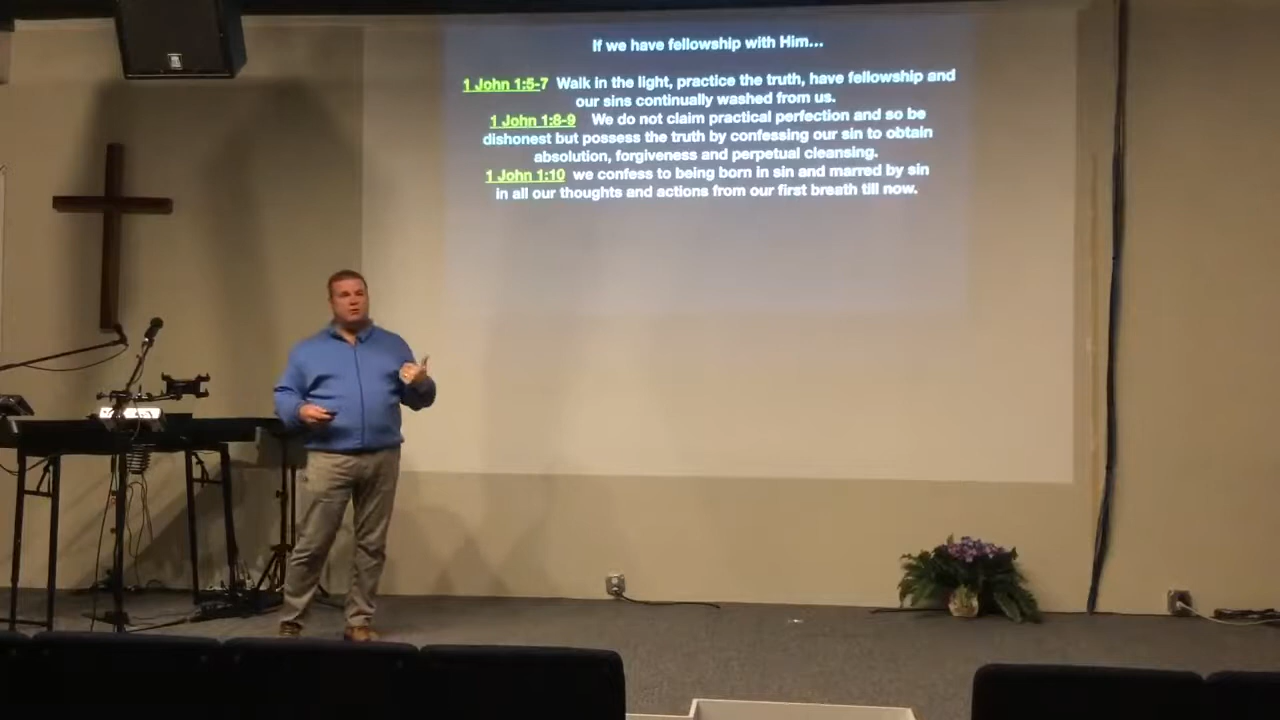 If we have fellowship with Him...
1 John 1:5-7 Walk in the light, practice the truth, have fellowship and
our sins continually washed from us.
1 John 1:8-9 We do not claim practical perfection and so be
dishonest but possess the truth by confessing our sin to obtain
absolution, forgiveness and perpetual cleansing.
1 John 1:10 we confess to being born in sin and marred by sin
in all our thoughts and actions from our first breath till now.